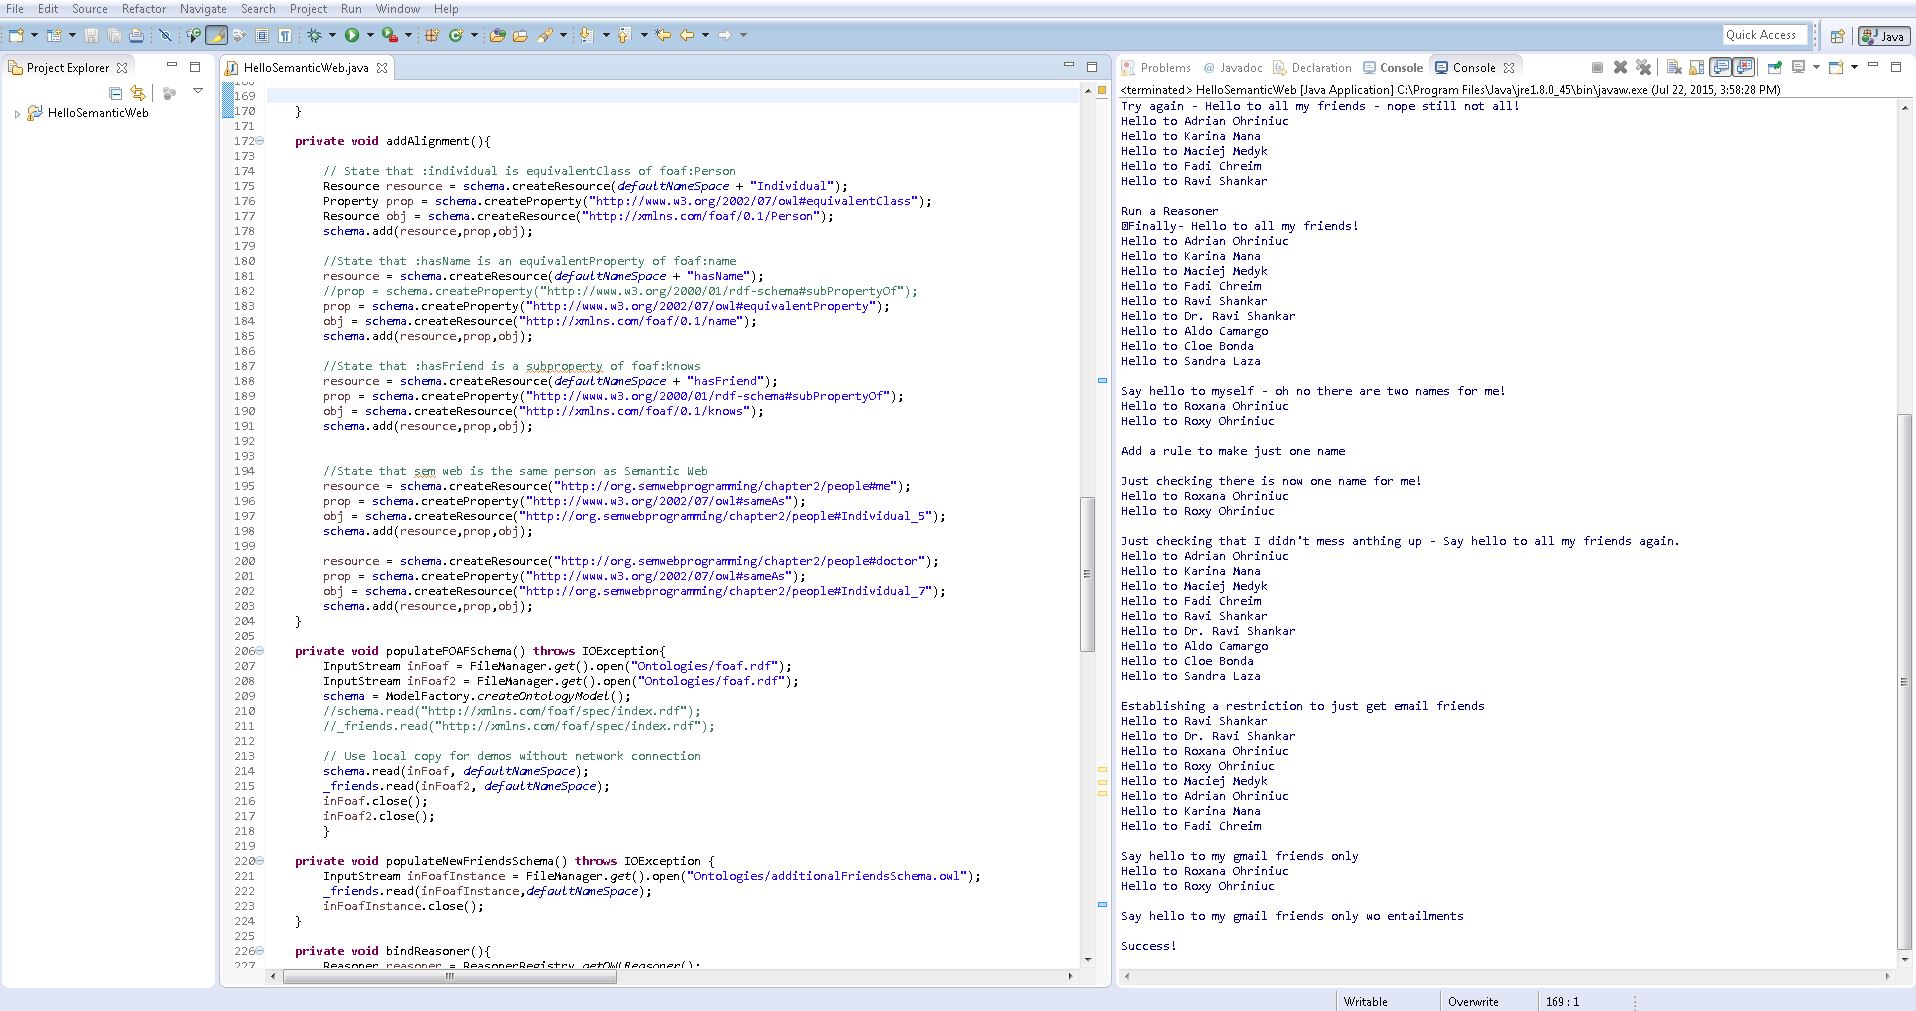 File Edit Source Refactor Navigate Search Project Run Window Help
Quick Access
Java
Project Explorer
HelloSemanticWeb
HelloSemanticWeb.java
169
170 }
171
172 private void addAlignment(){
173
174 // State that :individual is equivalentClass of foaf:Person
175 Resource resource = schema.createResource(defaultNameSpace + "Individual");
176 Property prop = schema.createProperty("http://www.w3.org/2002/07/owl#equivalentClass");
177 Resource obj = schema.createResource("http://xmlns.com/foaf/0.1/Person");
178 schema.add(resource,prop,obj);
179
180 //State that :hasName is an equivalentProperty of foaf:name
181 resource = schema.createResource(defaultNameSpace + "hasName");
182 //prop = schema.createProperty("http://www.w3.org/2000/01/rdf-schema#subPropertyOf");
183 prop = schema.createProperty("http://www.w3.org/2002/07/owl#equivalentProperty");
184 obj = schema.createResource("http://xmlns.com/foaf/0.1/name");
185 schema.add(resource,prop,obj);
186
187 //State that :hasFriend is a subproperty of foaf:knows
188 resource = schema.createResource(defaultNameSpace + "hasFriend");
189 prop = schema.createProperty("http://www.w3.org/2000/01/rdf-schema#subPropertyOf");
190 obj = schema.createResource("http://xmlns.com/foaf/0.1/knows");
191 schema.add(resource,prop,obj);
192
193
194 //State that sem web is the same person as Semantic Web
195 resource = schema.createResource("http://org.semwebprogramming/chapter2/people#me");
196 prop = schema.createProperty("http://www.w3.org/2002/07/owl#sameAs");
197 obj = schema.createResource("http://org.semwebprogramming/chapter2/people#Individual_5");
198 schema.add(resource,prop,obj);
199
200 resource = schema.createResource("http://org.semwebprogramming/chapter2/people#doctor");
201 prop = schema.createProperty("http://www.w3.org/2002/07/owl#sameAs");
202 obj = schema.createResource("http://org.semwebprogramming/chapter2/people#Individual_7");
203 schema.add(resource,prop,obj);
204 }
205
206 private void populateFOAFSchema() throws IOException{
207 InputStream inFoaf = FileManager.get().open("Ontologies/foaf.rdf");
208 InputStream inFoaf2 = FileManager.get().open("Ontologies/foaf.rdf");
209 schema = ModelFactory.createOntologyModel();
210 //schema.read("http://xmlns.com/foaf/spec/index.rdf");
211 //_friends.read("http://xmlns.com/foaf/spec/index.rdf");
212
213 // Use local copy for demos without network connection
214 schema.read(inFoaf, defaultNameSpace);
215 _friends.read(inFoaf2, defaultNameSpace);
216 inFoaf.close();
217 inFoaf2.close();
218 }
219
220 private void populateNewFriendsSchema() throws IOException {
221 InputStream inFoafInstance = FileManager.get().open("Ontologies/additionalFriendsSchema.owl");
222 _friends.read(inFoafInstance,defaultNameSpace);
223 inFoafInstance.close();
224 }
225
226 private void bindReasoner(){
227 Reasoner reasoner = ReasonerRegistry.getOWLReasoner();
Problems @ Javadoc Declaration Console Console
<terminated> HelloSemanticWeb [Java Application] C:\Program Files\Java\jre1.8.0_45\bin\javaw.exe (Jul 22, 2015, 3:58:28 PM)
Try again - Hello to all my friends - nope still not all!
Hello to Adrian Ohriniuc
Hello to Karina Mana
Hello to Maciej Medyk
Hello to Fadi Chreim
Hello to Ravi Shankar
Run a Reasoner
Finally- Hello to all my friends!
Hello to Adrian Ohriniuc
Hello to Karina Mana
Hello to Maciej Medyk
Hello to Fadi Chreim
Hello to Ravi Shankar
Hello to Dr. Ravi Shankar
Hello to Aldo Camargo
Hello to Cloe Bonda
Hello to Sandra Laza
Say hello to myself - oh no there are two names for me!
Hello to Roxana Ohriniuc
Hello to Roxy Ohriniuc
Add a rule to make just one name
Just checking there is now one name for me!
Hello to Roxana Ohriniuc
Hello to Roxy Ohriniuc
Just checking that I didn't mess anthing up - Say hello to all my friends again.
Hello to Adrian Ohriniuc
Hello to Karina Mana
Hello to Maciej Medyk
Hello to Fadi Chreim
Hello to Ravi Shankar
Hello to Dr. Ravi Shankar
Hello to Aldo Camargo
Hello to Cloe Bonda
Hello to Sandra Laza
Establishing a restriction to just get email friends
Hello to Ravi Shankar
Hello to Dr. Ravi Shankar
Hello to Roxana Ohriniuc
Hello to Roxy Ohriniuc
Hello to Maciej Medyk
Hello to Adrian Ohriniuc
Hello to Karina Mana
Hello to Fadi Chreim
Say hello to my gmail friends only
Hello to Roxana Ohriniuc
Hello to Roxy Ohriniuc
Say hello to my gmail friends only wo entailments
Success!
Writable Overwrite 169 : 1